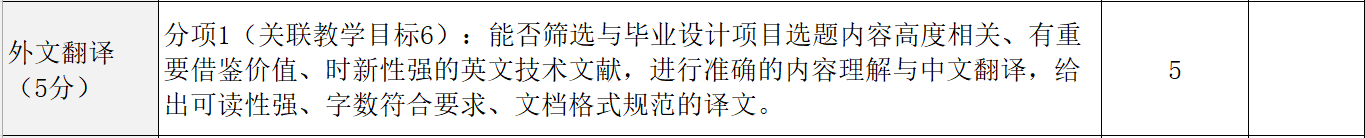 外文翻译
（5分）
分项1（关联教学目标6）：能否筛选与毕业设计项目选题内容高度相关、有重
要借鉴价值、时新性强的英文技术文献，进行准确的内容理解与中文翻译，给
出可读性强、字数符合要求、文档格式规范的译文。
5